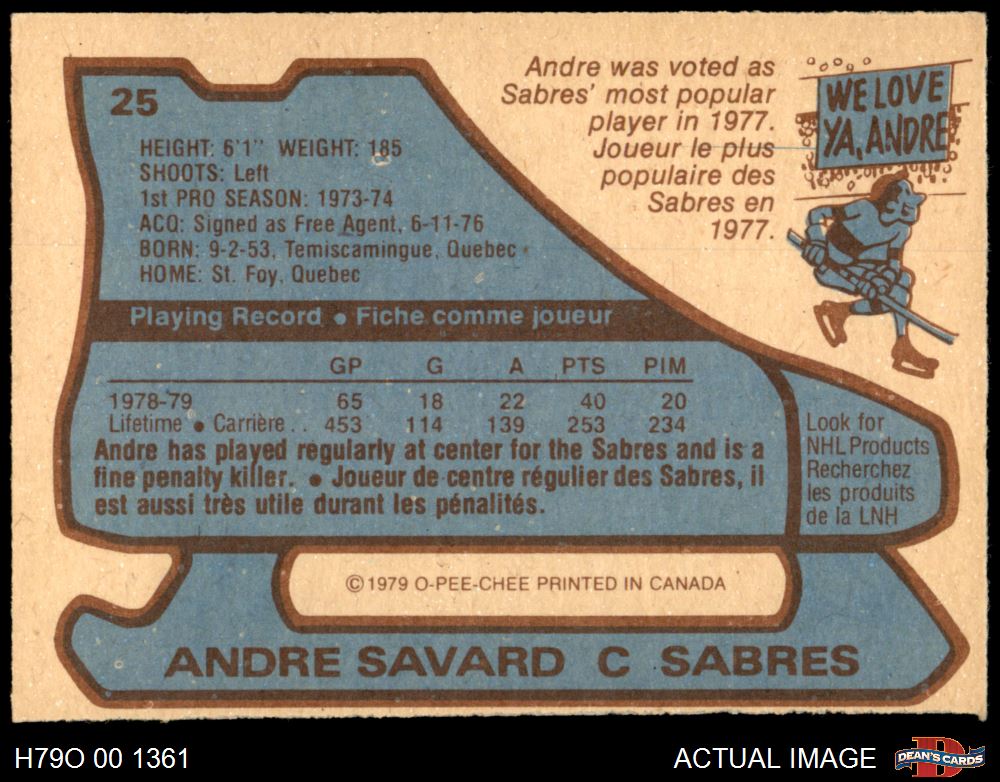 25
HEIGHT: 6'1" WEIGHT: 185
SHOOTS: Left
1st PRO SEASON: 1973-74
ACQ: Signed as Free Agent, 6-11-76
BORN: 9-2-53, Temiscamingue, Quebec
HOME: St. Foy, Quebec
Andre was voted as
Sabres' most popular
player in 1977.
Joueur le plus
populaire des
Sabres en
1977.
WE LOVE
YA, ANDRE
Playing Record • Fiche comme joueur
GP G A PTS PIM
1978-79 65 18 22 40 20
Lifetime • Carrière .. 453 114 139 253 234
Andre has played regularly at center for the Sabres and is a
fine penalty killer. • Joueur de centre régulier des Sabres, il
est aussi très utile durant les pénalités.
Look for
NHL Products
Recherchez
les produits
de la LNH
©1979 O-PEE-CHEE PRINTED IN CANADA
ANDRE SAVARD C SABRES
H79O 00 1361
ACTUAL IMAGE
D
DEAN'S CARDS